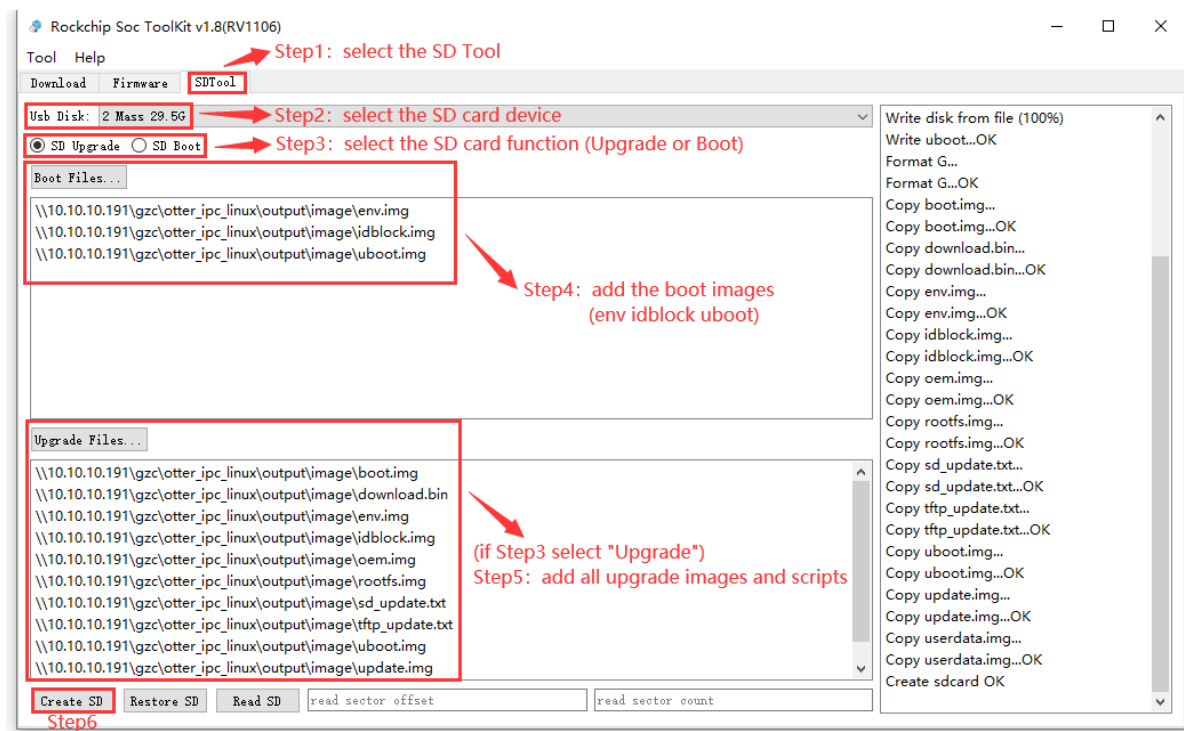 Rockchip Soc ToolKit v1.8(RV1106)
Tool Help
Step1：select the SD Tool
Download Firmware SDTool
Usb Disk: 2 Mass 29.5G
Step2：select the SD card device
SD Upgrade SD Boot
Step3：select the SD card function (Upgrade or Boot)
Boot Files...
\\10.10.10.191\gzc\otter_ipc_linux\output\image\env.img
\\10.10.10.191\gzc\otter_ipc_linux\output\image\idblock.img
\\10.10.10.191\gzc\otter_ipc_linux\output\image\uboot.img
Step4：add the boot images
(env idblock uboot)
Upgrade Files...
\\10.10.10.191\gzc\otter_ipc_linux\output\image\boot.img
\\10.10.10.191\gzc\otter_ipc_linux\output\image\download.bin
\\10.10.10.191\gzc\otter_ipc_linux\output\image\env.img
\\10.10.10.191\gzc\otter_ipc_linux\output\image\idblock.img
\\10.10.10.191\gzc\otter_ipc_linux\output\image\oem.img
\\10.10.10.191\gzc\otter_ipc_linux\output\image\rootfs.img
\\10.10.10.191\gzc\otter_ipc_linux\output\image\sd_update.txt
\\10.10.10.191\gzc\otter_ipc_linux\output\image\tftp_update.txt
\\10.10.10.191\gzc\otter_ipc_linux\output\image\uboot.img
\\10.10.10.191\gzc\otter_ipc_linux\output\image\update.img
(if Step3 select "Upgrade")
Step5：add all upgrade images and scripts
Create SD Restore SD Read SD read sector offset read sector count
Step6
Write disk from file (100%)
Write uboot...OK
Format G...
Format G...OK
Copy boot.img...
Copy boot.img...OK
Copy download.bin...
Copy download.bin...OK
Copy env.img...
Copy env.img...OK
Copy idblock.img...
Copy idblock.img...OK
Copy oem.img...
Copy oem.img...OK
Copy rootfs.img...
Copy rootfs.img...OK
Copy sd_update.txt...
Copy sd_update.txt...OK
Copy tftp_update.txt...
Copy tftp_update.txt...OK
Copy uboot.img...
Copy uboot.img...OK
Copy update.img...
Copy update.img...OK
Copy userdata.img...
Copy userdata.img...OK
Create sdcard OK